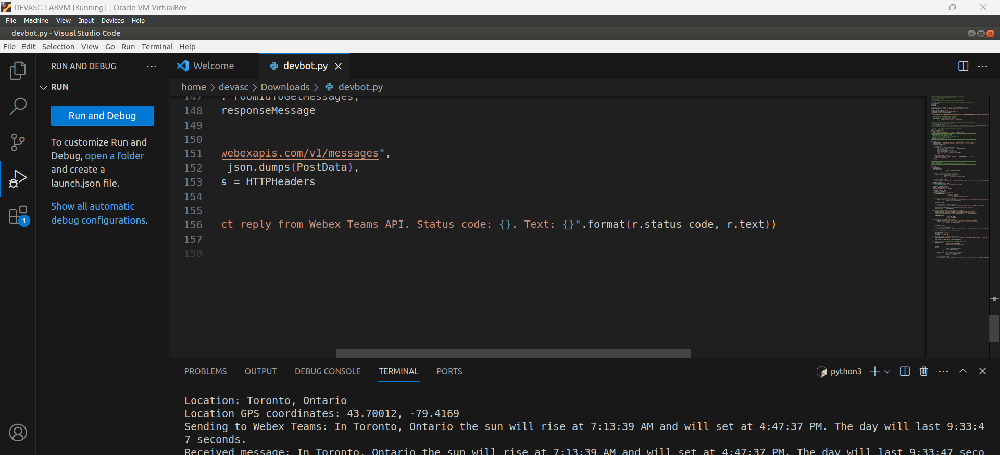 DEVASC-LABVM [Running] - Oracle VM VirtualBox
File Machine View Input Devices Help
devbot.py - Visual Studio Code
File Edit Selection View Go Run Terminal Help
RUN AND DEBUG
RUN
Run and Debug
To customize Run and
Debug, open a folder
and create a
launch.json file.
Show all automatic
debug configurations.
1
Welcome
devbot.py
home > devasc > Downloads > devbot.py
147 : roomIdToGetMessages,
148 responseMessage
149
150
151 webexapis.com/v1/messages",
152 json.dumps(PostData),
153 s = HTTPHeaders
154
155
156 ct reply from Webex Teams API. Status code: {}. Text: {}".format(r.status_code, r.text))
157
158
PROBLEMS OUTPUT DEBUG CONSOLE TERMINAL PORTS
python3
Location: Toronto, Ontario
Location GPS coordinates: 43.70012, -79.4169
Sending to Webex Teams: In Toronto, Ontario the sun will rise at 7:13:39 AM and will set at 4:47:37 PM. The day will last 9:33:4
7 seconds.
Received message: In Toronto, Ontario the sun will rise at 7:13:39 AM and will set at 4:47:37 PM. The day will last 9:33:47 seco